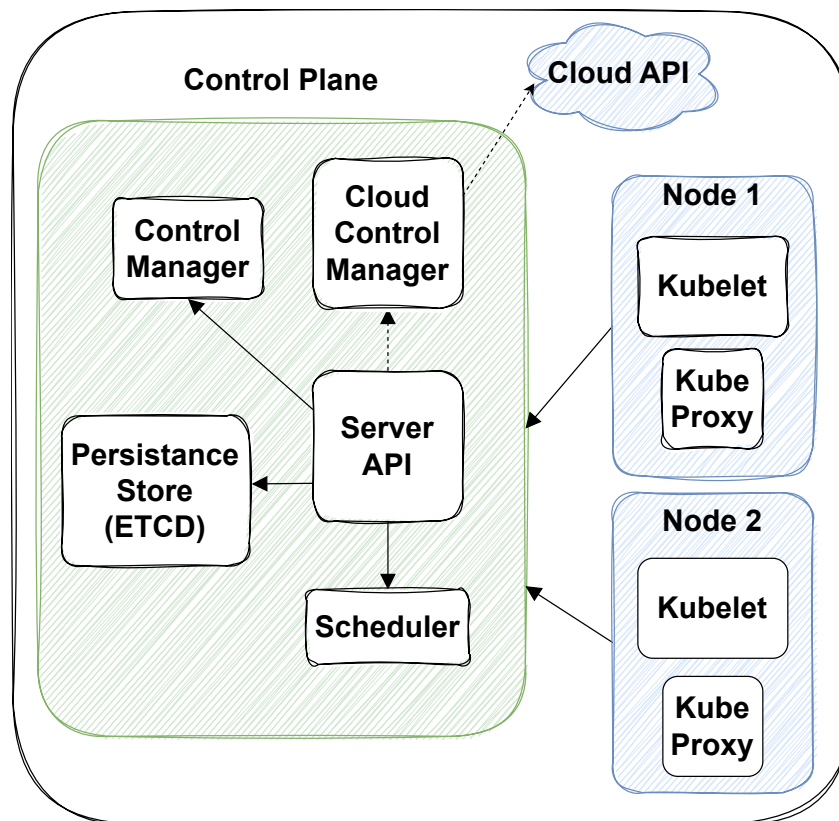 Control Plane
Cloud API
Control
Manager
Cloud
Control
Manager
Persistance
Store
(ETCD)
Server
API
Scheduler
Node 1
Kubelet
Kube
Proxy
Node 2
Kubelet
Kube
Proxy